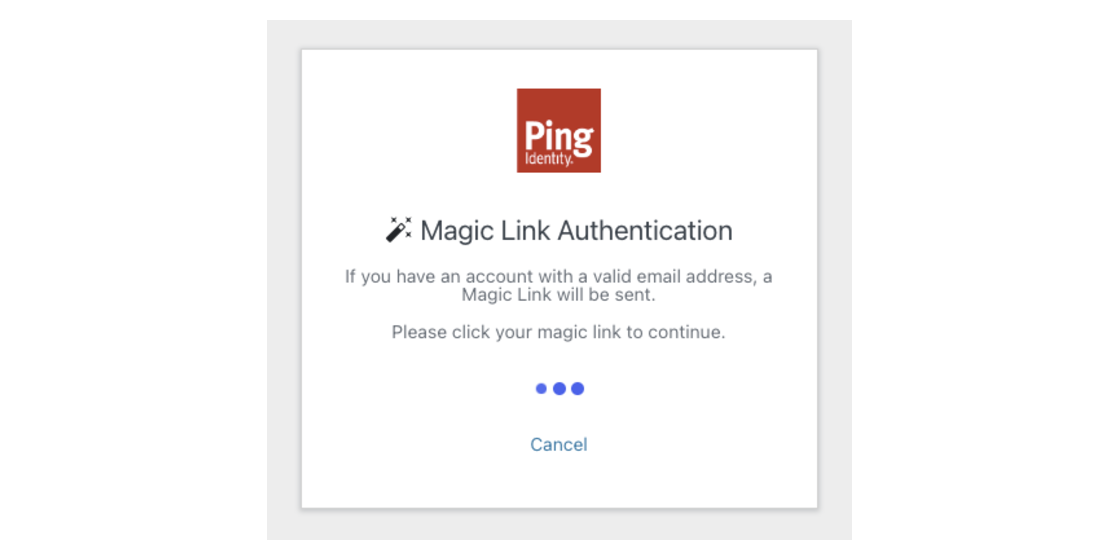 Ping
Identity.
Magic Link Authentication
If you have an account with a valid email address, a
Magic Link will be sent.
Please click your magic link to continue.
Cancel